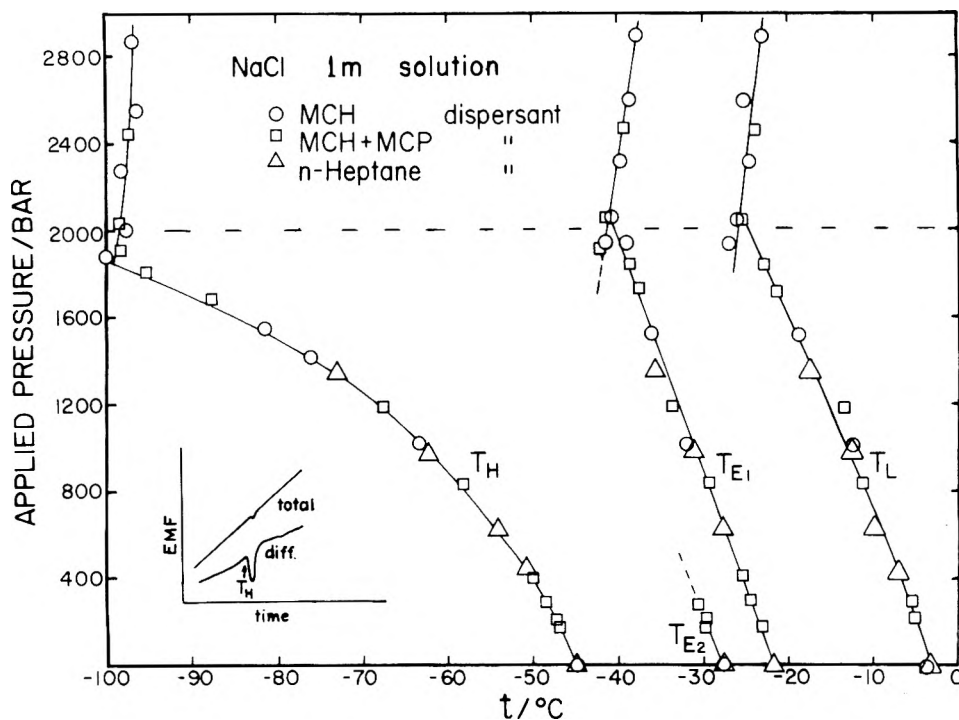 NaCl 1m solution
○ MCH dispersant
□ MCH+MCP "
△ n-Heptane "
APPLIED PRESSURE/BAR
2800
2400
2000
1600
1200
800
400
0
T_H
T_E1
T_L
T_E2
EMF
total
diff.
T_H
time
-100 -90 -80 -70 -60 -50 -40 -30 -20 -10 0
t/°C